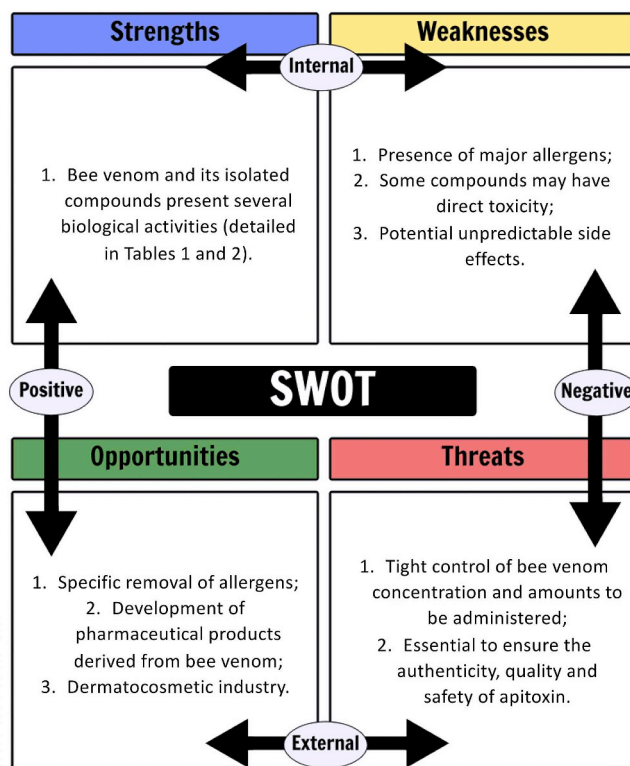 Strengths
Weaknesses
Internal
1. Bee venom and its isolated
compounds present several
biological activities (detailed
in Tables 1 and 2).
1. Presence of major allergens;
2. Some compounds may have
direct toxicity;
3. Potential unpredictable side
effects.
Positive
SWOT
Negative
Opportunities
Threats
1. Specific removal of allergens;
2. Development of
pharmaceutical products
derived from bee venom;
3. Dermatocosmetic industry.
1. Tight control of bee venom
concentration and amounts to
be administered;
2. Essential to ensure the
authenticity, quality and
safety of apitoxin.
External